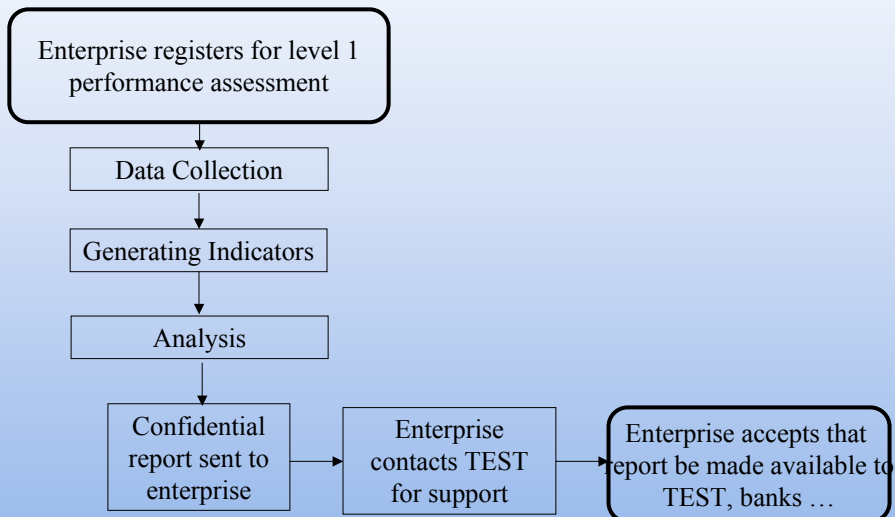 Enterprise registers for level 1
performance assessment
Data Collection
Generating Indicators
Analysis
Confidential
report sent to
enterprise
Enterprise
contacts TEST
for support
Enterprise accepts that
report be made available to
TEST, banks …